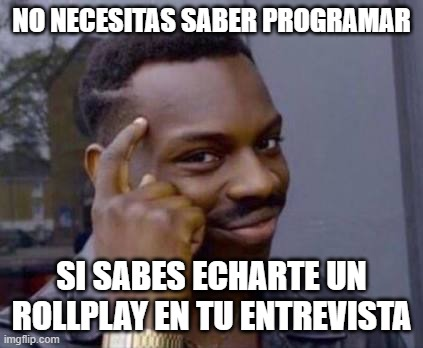 NO NECESITAS SABER PROGRAMAR
SI SABES ECHARTE UN
ROLLPLAY EN TU ENTREVISTA
imgflip.com